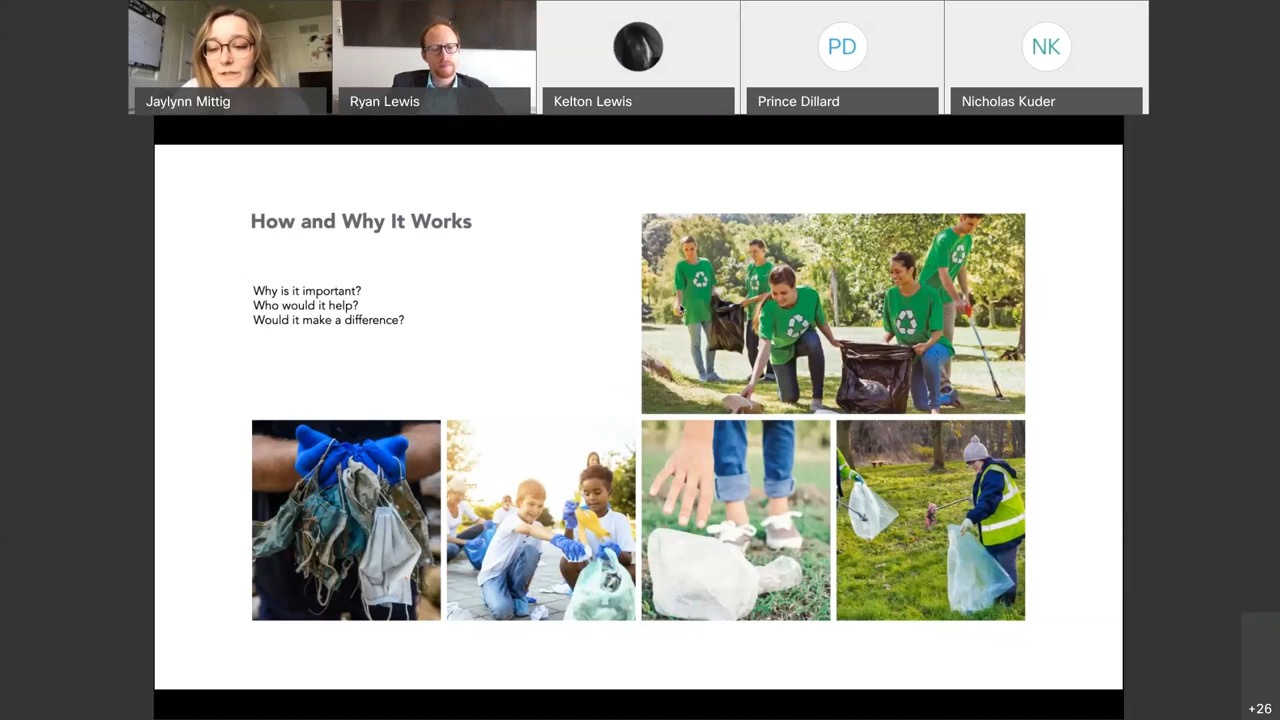 Jaylynn Mittig
Ryan Lewis
Kelton Lewis
PD
Prince Dillard
NK
Nicholas Kuder
How and Why It Works
Why is it important?
Who would it help?
Would it make a difference?
+26